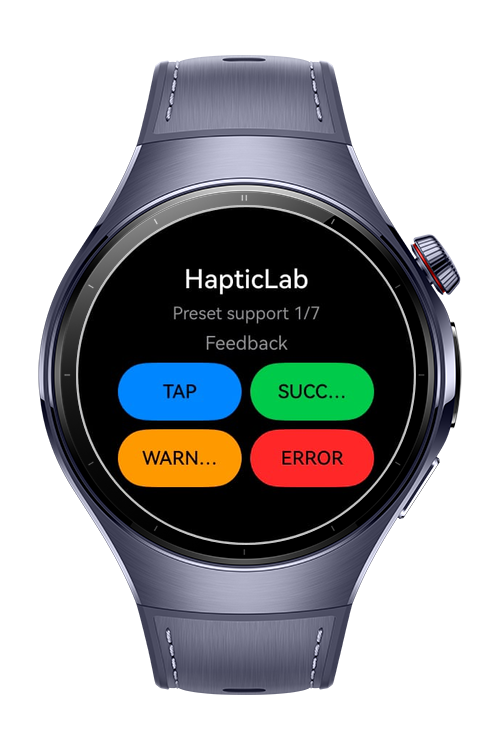 HapticLab
Preset support 1/7
Feedback
TAP
SUCC...
WARN...
ERROR